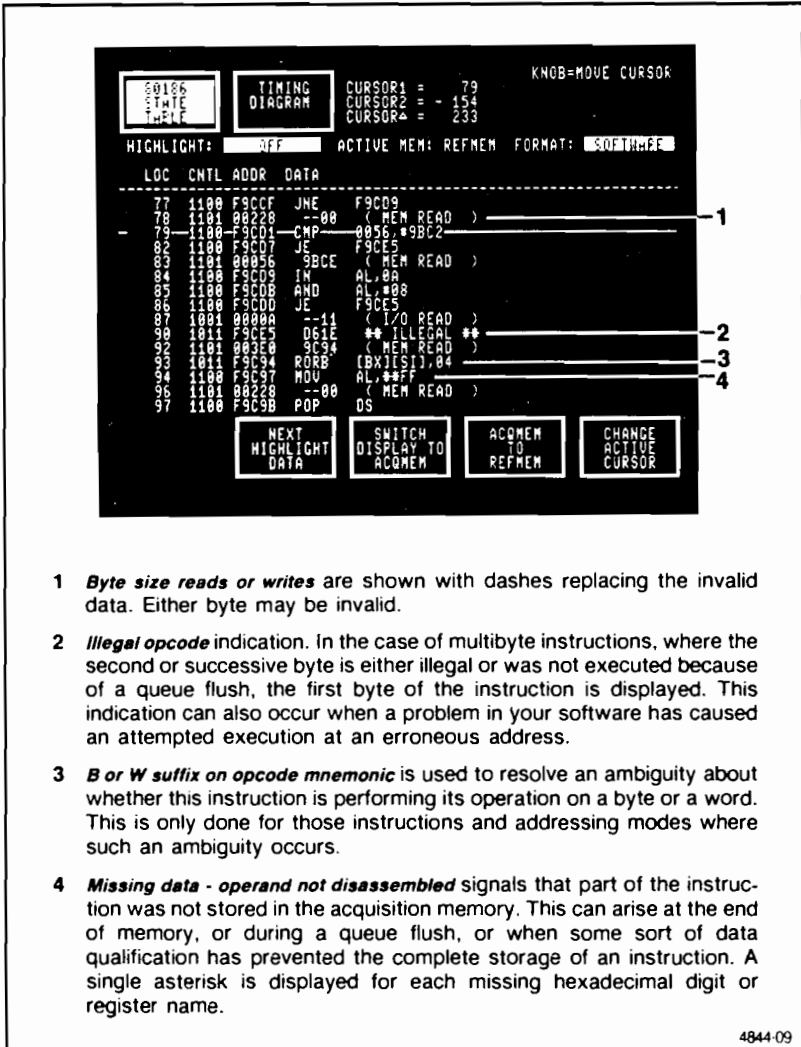 KNOB=MOVE CURSOR
80186 STATE TABLE
TIMING DIAGRAM
CURSOR1 = 79
CURSOR2 = - 154
CURSOR△ = 233
HIGHLIGHT: OFF ACTIVE MEM: REFMEM FORMAT: SOFTWARE
LOC CNTL ADDR DATA
77 1100 F9CCF JNE F9CD9
78 1101 00228 --00 ( MEM READ ) 1
79 1100 F9CD1 CMP 0056,#9BC2
82 1100 F9CD7 JE F9CE5
83 1101 00056 9BCE ( MEM READ )
84 1100 F9CD9 IN AL,0A
85 1100 F9CDB AND AL,#08
86 1100 F9CDD JE F9CE5
87 1001 0000A --11 ( I/O READ )
90 1011 F9CE5 D61E ** ILLEGAL ** 2
92 1101 003E0 9C94 ( MEM READ )
93 1011 F9C94 RORB [BX][SI],04 3
94 1100 F9C97 MOV AL,**FF 4
96 1101 00228 --00 ( MEM READ )
97 1100 F9C9B POP DS
NEXT HIGHLIGHT DATA
SWITCH DISPLAY TO ACQMEM
ACQMEM TO REFMEM
CHANGE ACTIVE CURSOR
1 Byte size reads or writes are shown with dashes replacing the invalid
data. Either byte may be invalid.
2 Illegal opcode indication. In the case of multibyte instructions, where the
second or successive byte is either illegal or was not executed because
of a queue flush, the first byte of the instruction is displayed. This
indication can also occur when a problem in your software has caused
an attempted execution at an erroneous address.
3 B or W suffix on opcode mnemonic is used to resolve an ambiguity about
whether this instruction is performing its operation on a byte or a word.
This is only done for those instructions and addressing modes where
such an ambiguity occurs.
4 Missing data - operand not disassembled signals that part of the instruc-
tion was not stored in the acquisition memory. This can arise at the end
of memory, or during a queue flush, or when some sort of data
qualification has prevented the complete storage of an instruction. A
single asterisk is displayed for each missing hexadecimal digit or
register name.
4844-09